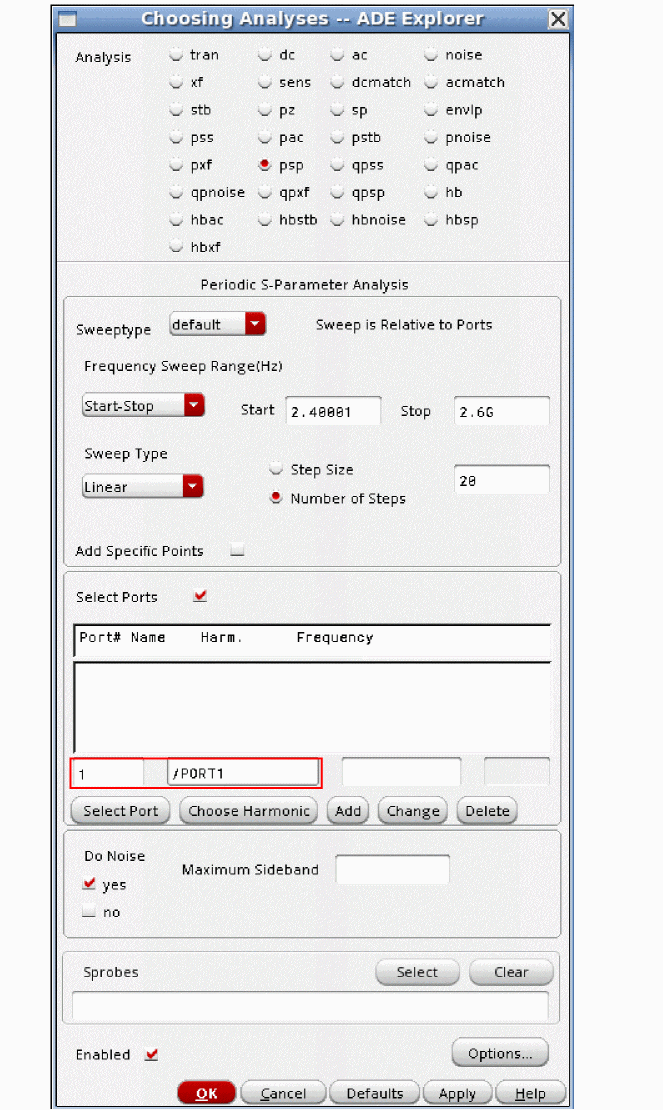 Choosing Analyses -- ADE Explorer
Analysis tran dc ac noise
xf sens dcmatch acmatch
stb pz sp envlp
pss pac pstb pnoise
pxf psp qpss qpac
qpnoise qpxf qpsp hb
hbac hbstb hbnoise hbsp
hbxf
Periodic S-Parameter Analysis
Sweeptype default Sweep is Relative to Ports
Frequency Sweep Range(Hz)
Start-Stop Start 2.40001 Stop 2.6G
Sweep Type
Linear
Step Size
Number of Steps
20
Add Specific Points
Select Ports
Port# Name Harm. Frequency
1 /PORT1
Select Port Choose Harmonic Add Change Delete
Do Noise
Maximum Sideband
yes
no
Sprobes Select Clear
Enabled Options...
OK Cancel Defaults Apply Help